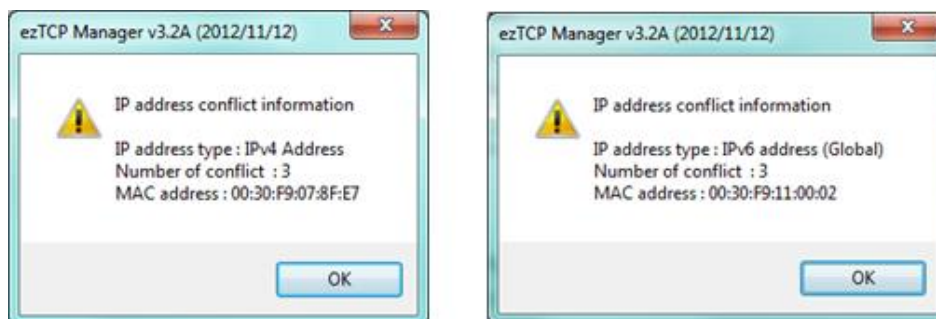 ezTCP Manager v3.2A (2012/11/12)
IP address conflict information
IP address type : IPv4 Address
Number of conflict : 3
MAC address : 00:30:F9:07:8F:E7
OK
ezTCP Manager v3.2A (2012/11/12)
IP address conflict information
IP address type : IPv6 address (Global)
Number of conflict : 3
MAC address : 00:30:F9:11:00:02
OK